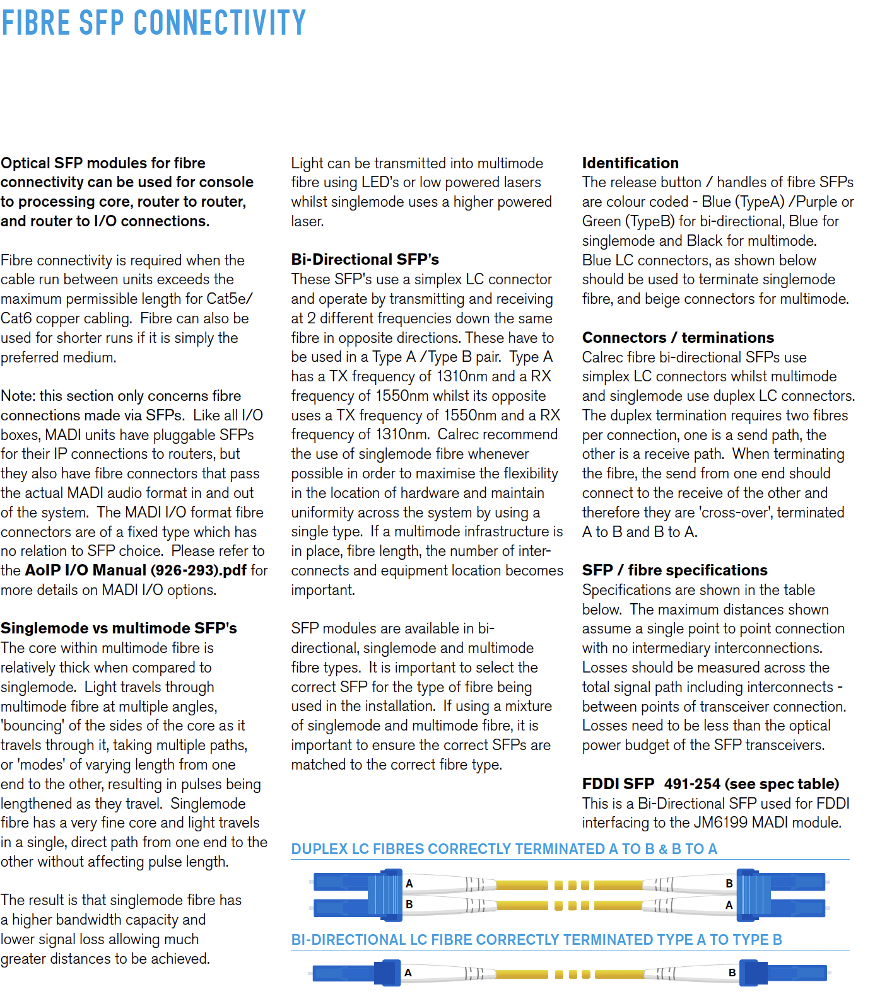 FIBRE SFP CONNECTIVITY
Optical SFP modules for fibre
connectivity can be used for console
to processing core, router to router,
and router to I/O connections.
Fibre connectivity is required when the
cable run between units exceeds the
maximum permissible length for Cat5e/
Cat6 copper cabling.  Fibre can also be
used for shorter runs if it is simply the
preferred medium.
Note: this section only concerns fibre
connections made via SFPs.  Like all I/O
boxes, MADI units have pluggable SFPs
for their IP connections to routers, but
they also have fibre connectors that pass
the actual MADI audio format in and out
of the system.  The MADI I/O format fibre
connectors are of a fixed type which has
no relation to SFP choice.  Please refer to
the AoIP I/O Manual (926-293).pdf for
more details on MADI I/O options.
Singlemode vs multimode SFP's
The core within multimode fibre is
relatively thick when compared to
singlemode.  Light travels through
multimode fibre at multiple angles,
'bouncing' of the sides of the core as it
travels through it, taking multiple paths,
or 'modes' of varying length from one
end to the other, resulting in pulses being
lengthened as they travel.  Singlemode
fibre has a very fine core and light travels
in a single, direct path from one end to the
other without affecting pulse length.
The result is that singlemode fibre has
a higher bandwidth capacity and
lower signal loss allowing much
greater distances to be achieved.
Light can be transmitted into multimode
fibre using LED's or low powered lasers
whilst singlemode uses a higher powered
laser.
Bi-Directional SFP's
These SFP's use a simplex LC connector
and operate by transmitting and receiving
at 2 different frequencies down the same
fibre in opposite directions. These have to
be used in a Type A /Type B pair.  Type A
has a TX frequency of 1310nm and a RX
frequency of 1550nm whilst its opposite
uses a TX frequency of 1550nm and a RX
frequency of 1310nm.  Calrec recommend
the use of singlemode fibre whenever
possible in order to maximise the flexibility
in the location of hardware and maintain
uniformity across the system by using a
single type.  If a multimode infrastructure is
in place, fibre length, the number of inter-
connects and equipment location becomes
important.
SFP modules are available in bi-
directional, singlemode and multimode
fibre types.  It is important to select the
correct SFP for the type of fibre being
used in the installation.  If using a mixture
of singlemode and multimode fibre, it is
important to ensure the correct SFPs are
matched to the correct fibre type.
Identification
The release button / handles of fibre SFPs
are colour coded - Blue (TypeA) /Purple or
Green (TypeB) for bi-directional, Blue for
singlemode and Black for multimode.
Blue LC connectors, as shown below
should be used to terminate singlemode
fibre, and beige connectors for multimode.
Connectors / terminations
Calrec fibre bi-directional SFPs use
simplex LC connectors whilst multimode
and singlemode use duplex LC connectors.
The duplex termination requires two fibres
per connection, one is a send path, the
other is a receive path.  When terminating
the fibre, the send from one end should
connect to the receive of the other and
therefore they are 'cross-over', terminated
A to B and B to A.
SFP / fibre specifications
Specifications are shown in the table
below.  The maximum distances shown
assume a single point to point connection
with no intermediary interconnections.
Losses should be measured across the
total signal path including interconnects -
between points of transceiver connection.
Losses need to be less than the optical
power budget of the SFP transceivers.
FDDI SFP  491-254 (see spec table)
This is a Bi-Directional SFP used for FDDI
interfacing to the JM6199 MADI module.
DUPLEX LC FIBRES CORRECTLY TERMINATED A TO B & B TO A
A B
B A
BI-DIRECTIONAL LC FIBRE CORRECTLY TERMINATED TYPE A TO TYPE B
A B